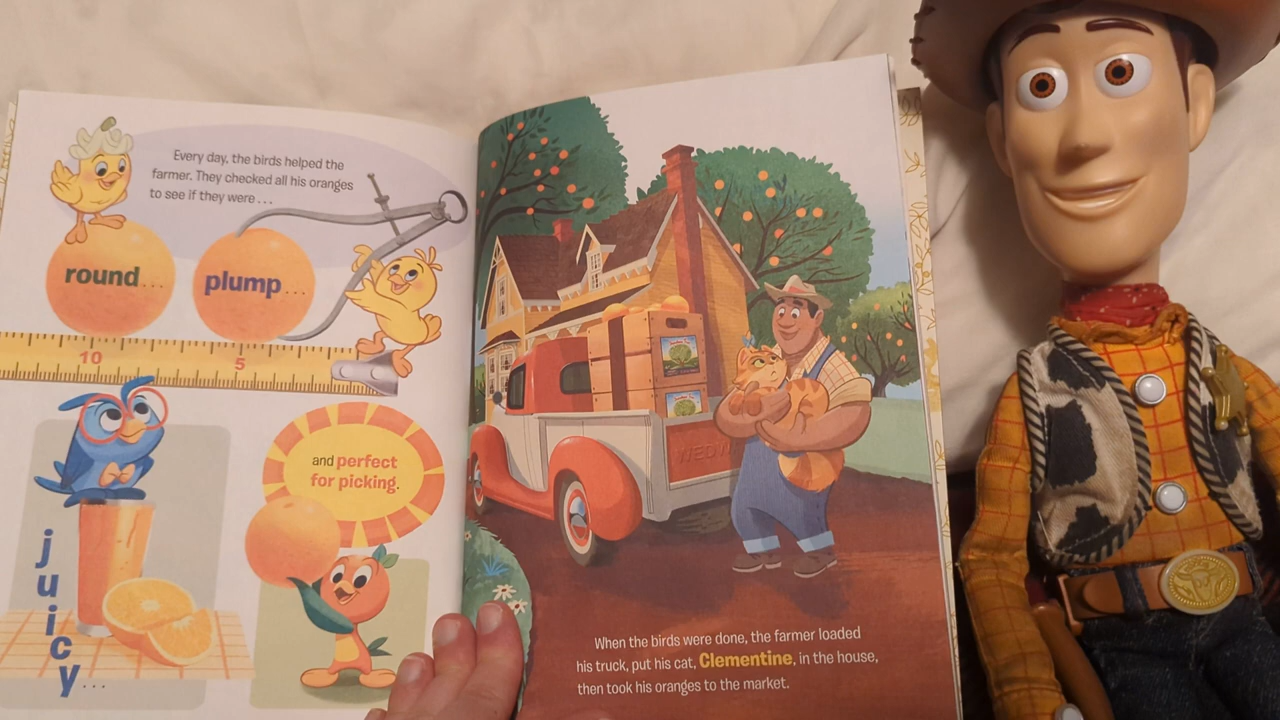 Every day, the birds helped the
farmer. They checked all his oranges
to see if they were . . .
round . . .
plump . . .
10
5
juicy . . .
and perfect
for picking.
When the birds were done, the farmer loaded
his truck, put his cat, Clementine, in the house,
then took his oranges to the market.